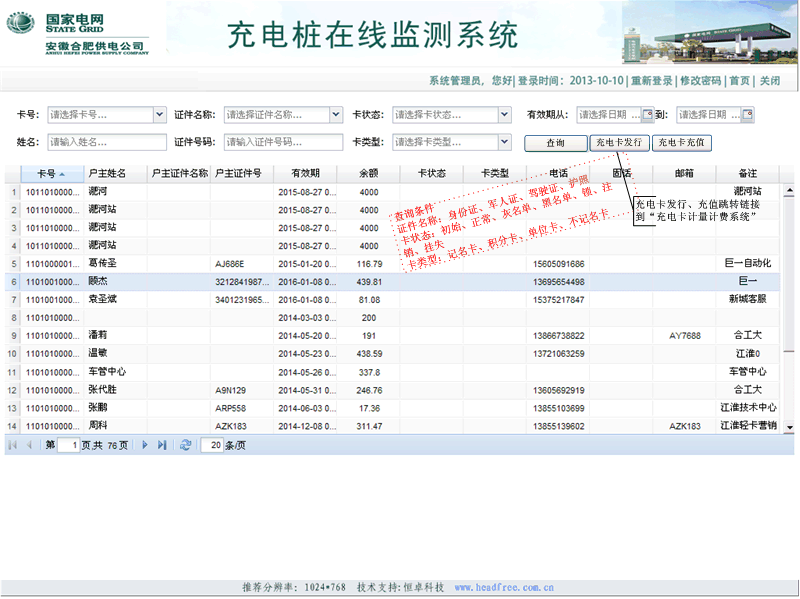 国家电网
STATE GRID
安徽合肥供电公司
ANHUI HEFEI POWER SUPPLY COMPANY
充电桩在线监测系统
系统管理员，您好| 登录时间：2013-10-10 | 重新登录 | 修改密码 | 首页 | 关闭
卡号： 请选择卡号... 证件名称： 请选择证件名称... 卡状态： 请选择卡状态... 有效期从： 请选择日期 ... 到： 请选择日期 ...
姓名： 请输入姓名... 证件号码： 请输入证件号码... 卡类型： 请选择卡类型... 查询 充电卡发行 充电卡充值
卡号 户主姓名 户主证件名称 户主证件号 有效期 余额 卡状态 卡类型 电话 固话 邮箱 备注
1 1011010000... 淝河 2015-08-27 0... 4000 淝河站
2 1011010000... 淝河站 2015-08-27 0... 4000
3 1011010000... 淝河站 2015-08-27 0... 4000
4 1011010000... 淝河站 2015-08-27 0... 4000
5 1101000001... 葛传圣 AJ686E 2015-01-20 0... 116.79 15605091686 巨一自动化
6 1101001000... 顾杰 3212841987... 2016-01-08 0... 439.81 13695654498 巨一
7 1101001000... 袁圣斌 3401231965... 2016-01-08 0... 81.08 15375217847 新城客服
8 1101010000... 2014-03-03 0... 200
9 1101010000... 潘莉 2014-05-20 0... 191 13866738822 AY7688 合工大
10 1101010000... 温敏 2014-05-23 0... 438.59 13721063259 江淮0
11 1101010000... 车管中心 2014-05-26 0... 337.8 车管中心
12 1101010000... 张代胜 A9N129 2014-05-31 0... 246.76 13605692919 合工大
13 1101010000... 张鹏 ARP558 2014-06-03 0... 17.36 13855103699 江淮技术中心
14 1101010000... 周科 AZK183 2014-12-08 0... 311.47 13855139602 AZK183 江淮轻卡营销
查询条件
证件名称：身份证、军人证、驾驶证、护照
卡状态：初始、正常、灰名单、黑名单、锁、注
销、挂失
卡类型：记名卡、积分卡、单位卡、不记名卡
充电卡发行、充值跳转链接
到“充电卡计量计费系统”
第 1 页,共 76 页 20 条/页
推荐分辨率：1024*768 技术支持:恒卓科技 www.headfree.com.cn